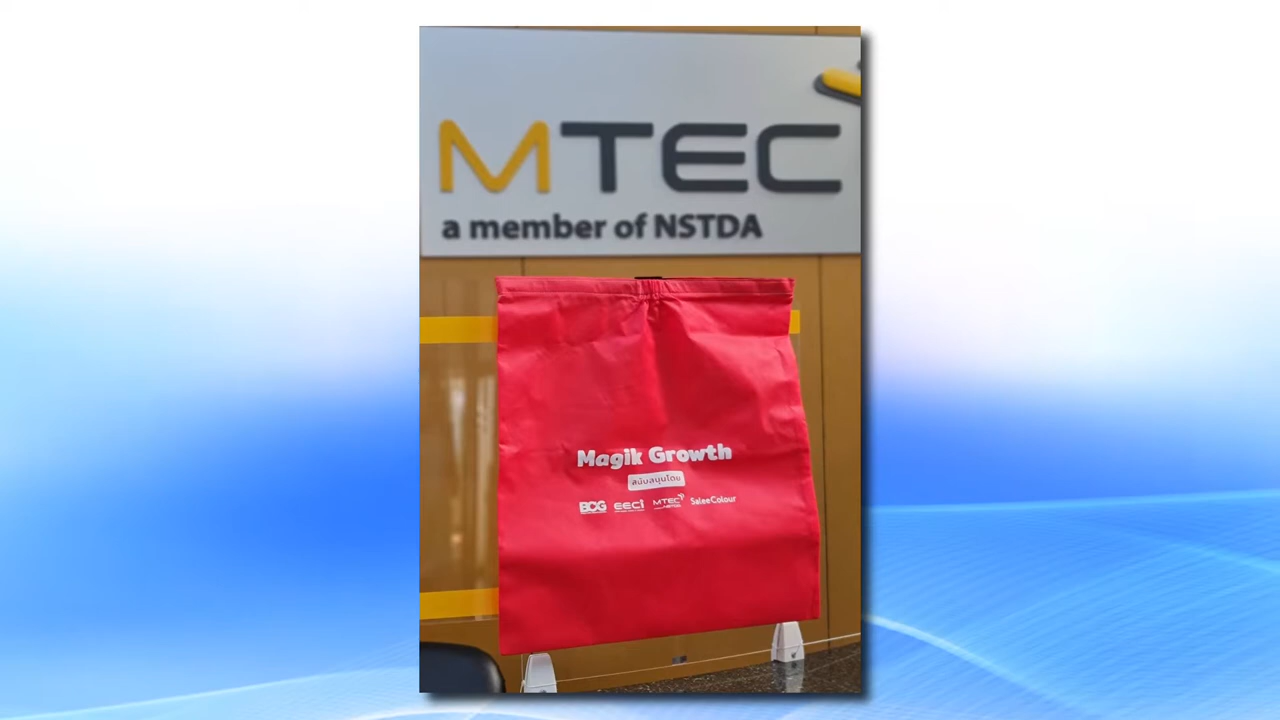 MTEC
a member of NSTDA
Magik Growth
สนับสนุนโดย
BCG EECi MTEC NSTDA SaleeColour